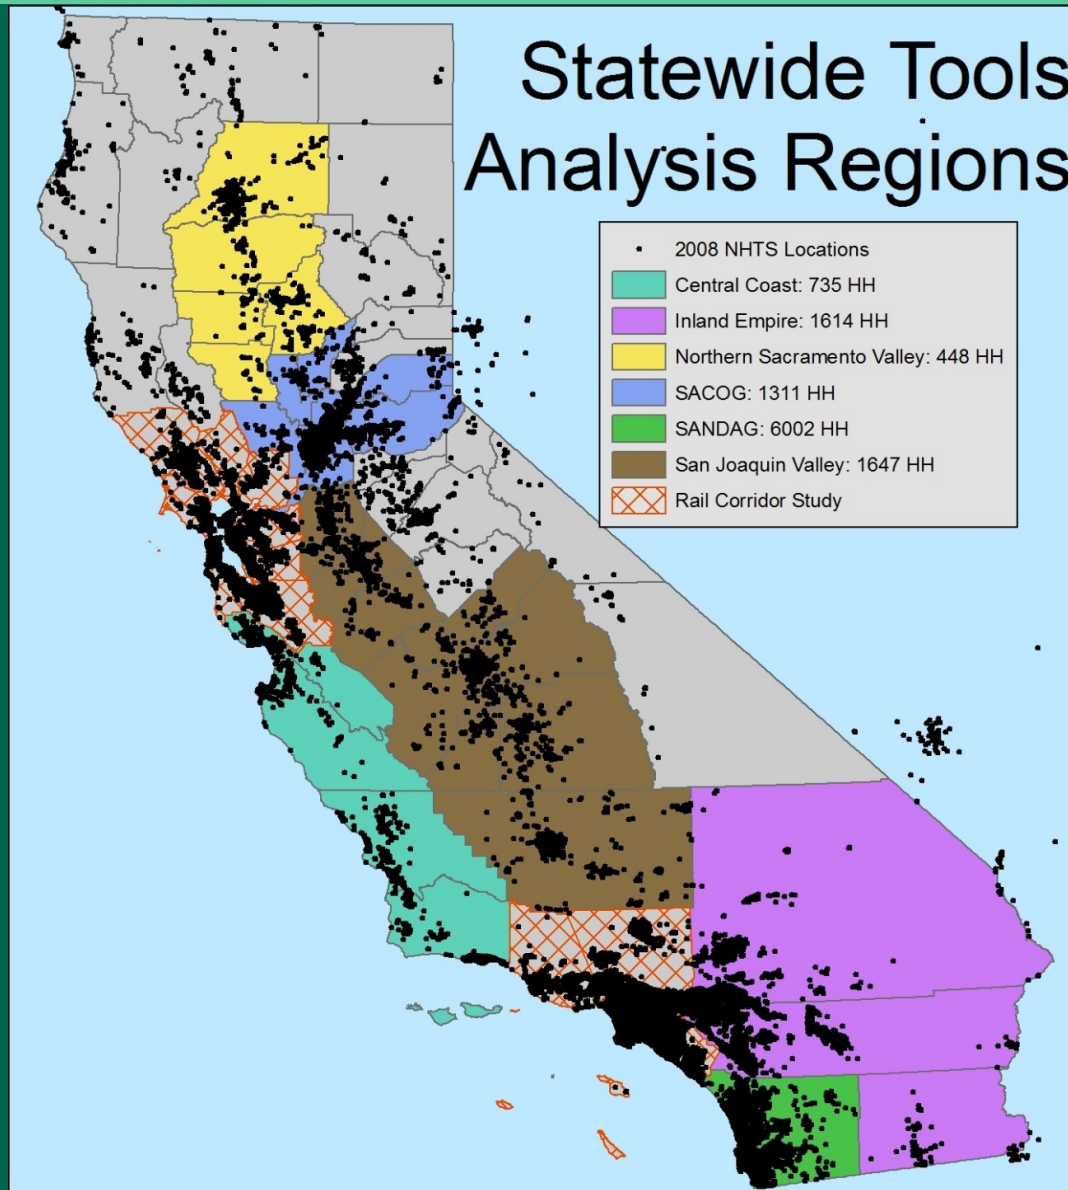 Statewide Tools
Analysis Regions
2008 NHTS Locations
Central Coast: 735 HH
Inland Empire: 1614 HH
Northern Sacramento Valley: 448 HH
SACOG: 1311 HH
SANDAG: 6002 HH
San Joaquin Valley: 1647 HH
Rail Corridor Study